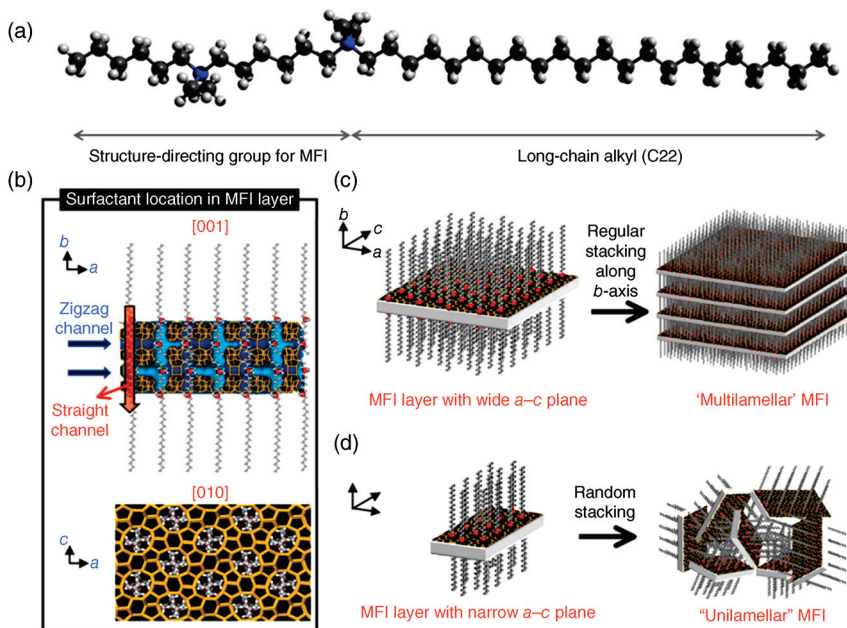 (a)
Structure-directing group for MFI
Long-chain alkyl (C22)
(b)
Surfactant location in MFI layer
[001]
b
a
Zigzag
channel
Straight
channel
[010]
c
a
(c)
b
c
a
MFI layer with wide a–c plane
Regular
stacking
along
b-axis
‘Multilamellar’ MFI
(d)
MFI layer with narrow a–c plane
Random
stacking
“Unilamellar” MFI